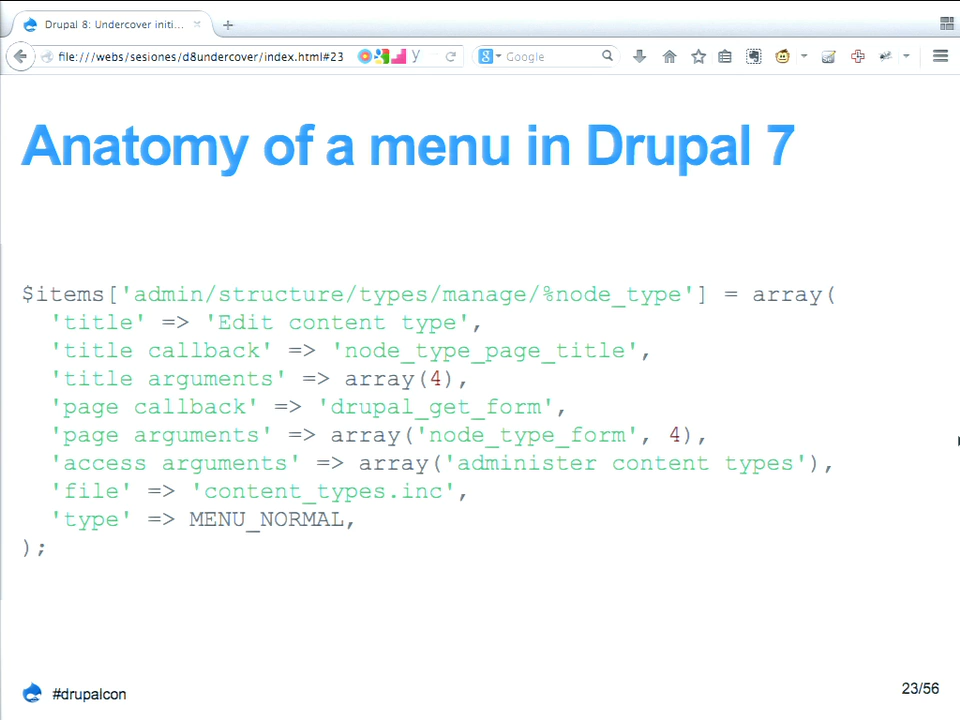 Drupal 8: Undercover initi...
file:///webs/sesiones/d8undercover/index.html#23
Google
Anatomy of a menu in Drupal 7
$items['admin/structure/types/manage/%node_type'] = array(
'title' => 'Edit content type',
'title callback' => 'node_type_page_title',
'title arguments' => array(4),
'page callback' => 'drupal_get_form',
'page arguments' => array('node_type_form', 4),
'access arguments' => array('administer content types'),
'file' => 'content_types.inc',
'type' => MENU_NORMAL,
);
#drupalcon
23/56